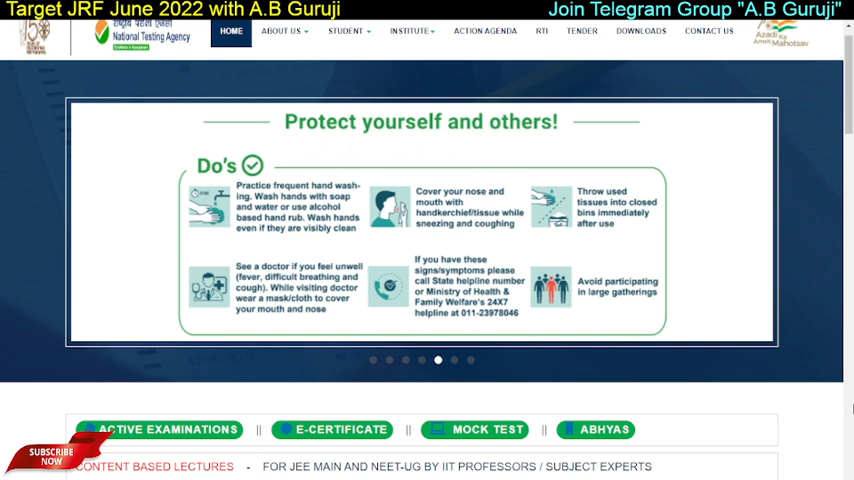 Target JRF June 2022 with A.B Guruji
Join Telegram Group "A.B Guruji"
राष्ट्रीय परीक्षा एजेंसी
National Testing Agency
HOME
ABOUT US
STUDENT
INSTITUTE
ACTION AGENDA
RTI
TENDER
DOWNLOADS
CONTACT US
Azadi Ka
Amrit Mahotsav
Protect yourself and others!
Do's
Practice frequent hand wash-
ing. Wash hands with soap
and water or use alcohol
based hand rub. Wash hands
even if they are visibly clean
Cover your nose and
mouth with
handkerchief/tissue while
sneezing and coughing
Throw used
tissues into closed
bins immediately
after use
See a doctor if you feel unwell
(fever, difficult breathing and
cough). While visiting doctor
wear a mask/cloth to cover
your mouth and nose
If you have these
signs/symptoms please
call State helpline number
or Ministry of Health &
Family Welfare's 24X7
helpline at 011-23978046
Avoid participating
in large gatherings
ACTIVE EXAMINATIONS || E-CERTIFICATE || MOCK TEST || ABHYAS
SUBSCRIBE
NOW
CONTENT BASED LECTURES - FOR JEE MAIN AND NEET-UG BY IIT PROFESSORS / SUBJECT EXPERTS